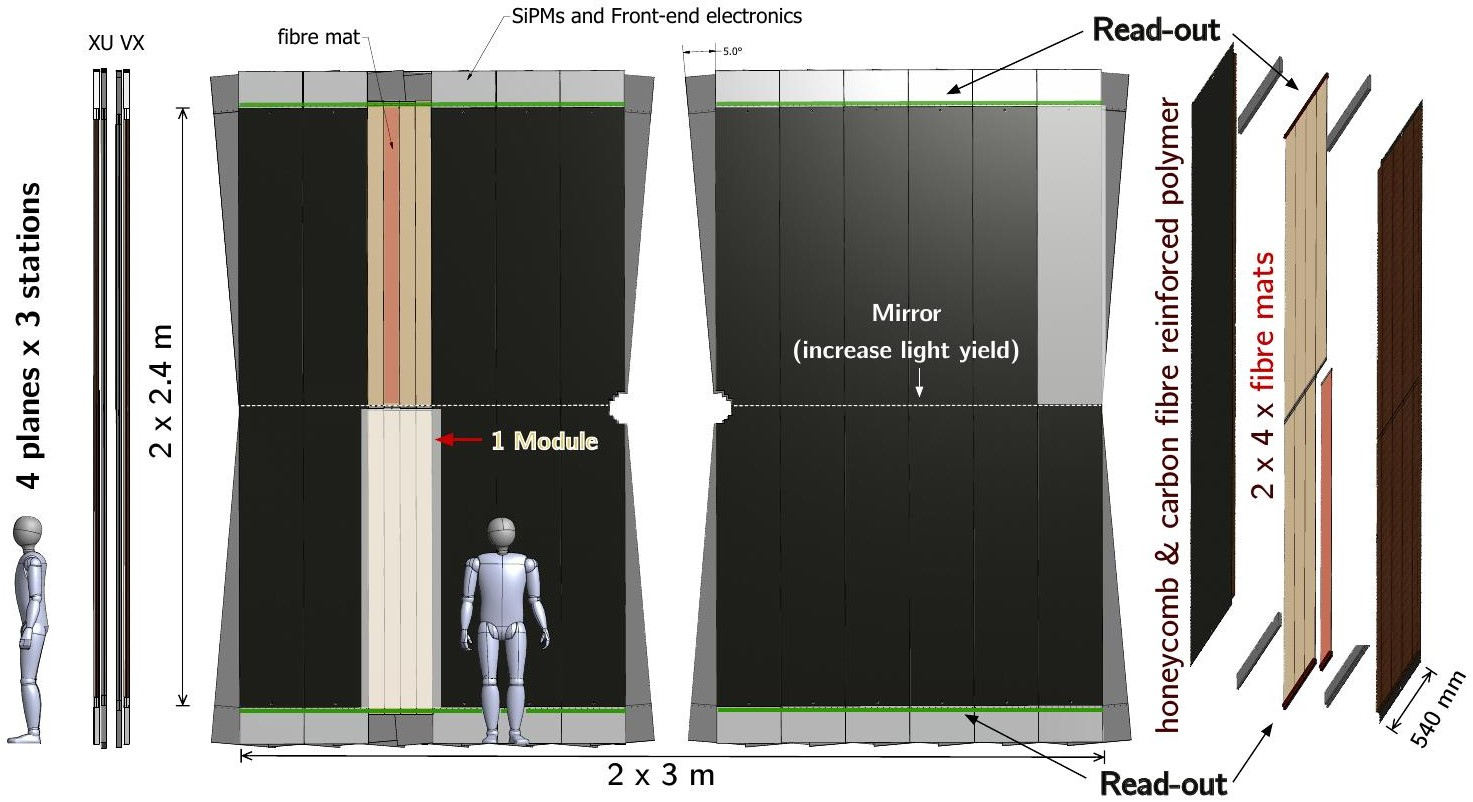 XU VX
fibre mat
SiPMs and Front-end electronics
5.0°
Read-out
4 planes x 3 stations
2 x 2.4 m
Mirror
(increase light yield)
1 Module
honeycomb & carbon fibre reinforced polymer
2 x 4 x fibre mats
540 mm
2 x 3 m
Read-out